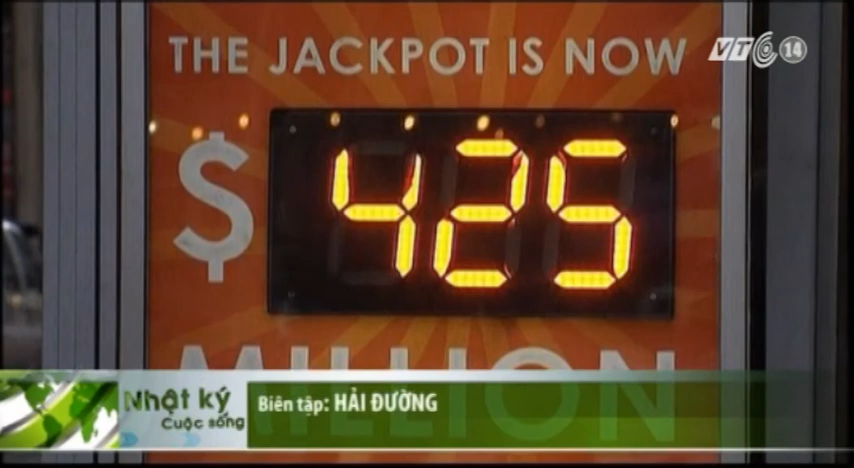 THE JACKPOT IS NOW
VTC 14
$ 425
MILLION
Nhật ký
Cuộc sống
Biên tập: HẢI ĐƯỜNG